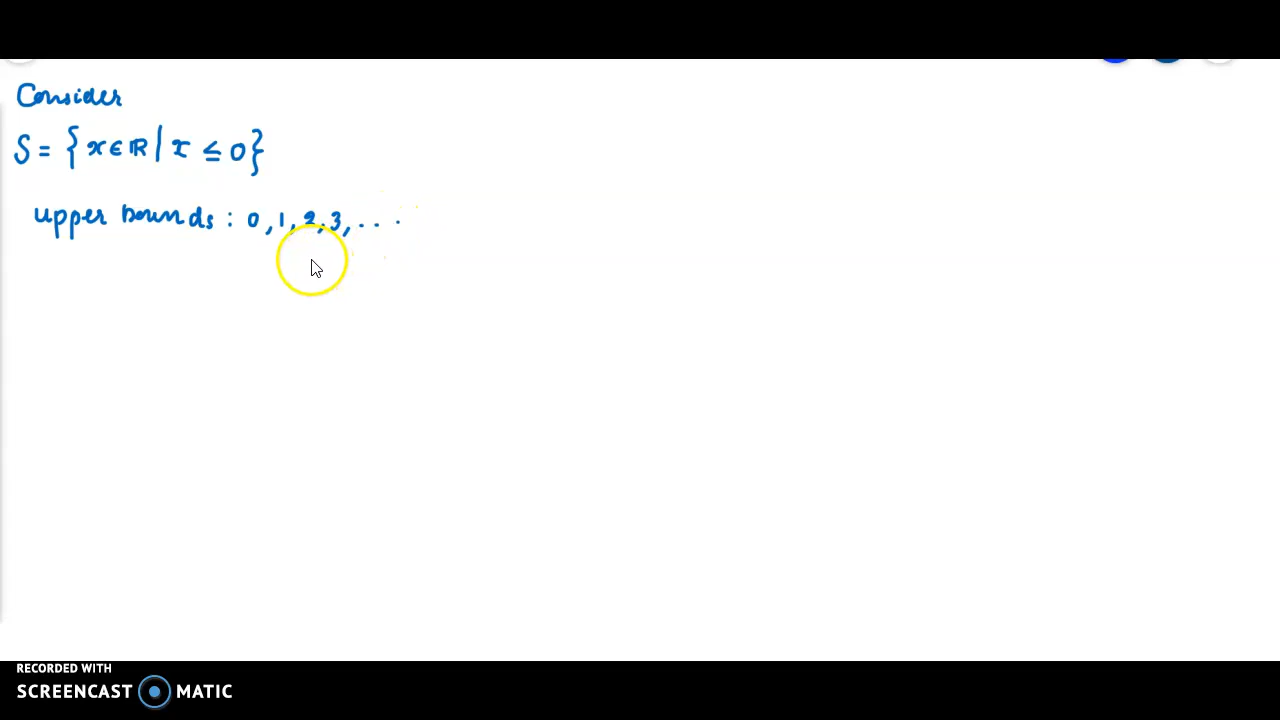 Consider
S = {x ∈ ℝ | x ≤ 0}
upper bounds : 0, 1, 2, 3, . . .
RECORDED WITH
SCREENCAST MATIC